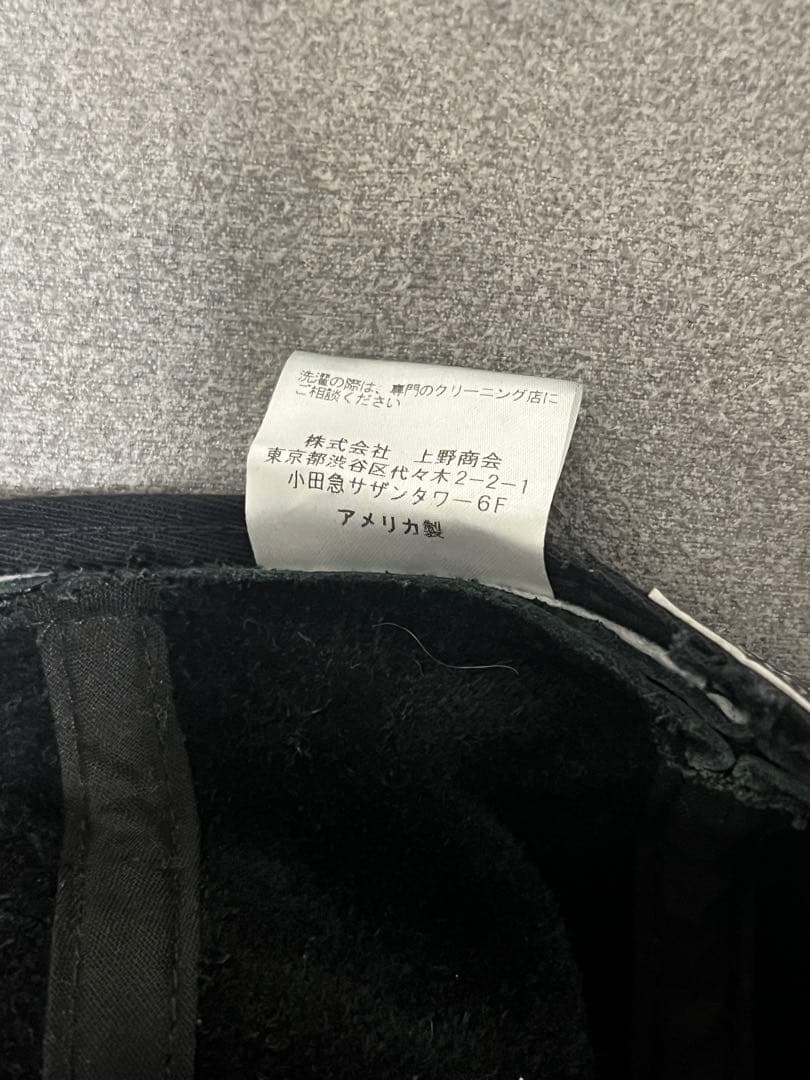 洗濯の際は、専門のクリーニング店に
ご相談ください
株式会社　上野商会
東京都渋谷区代々木2-2-1
小田急サザンタワー6F
アメリカ製